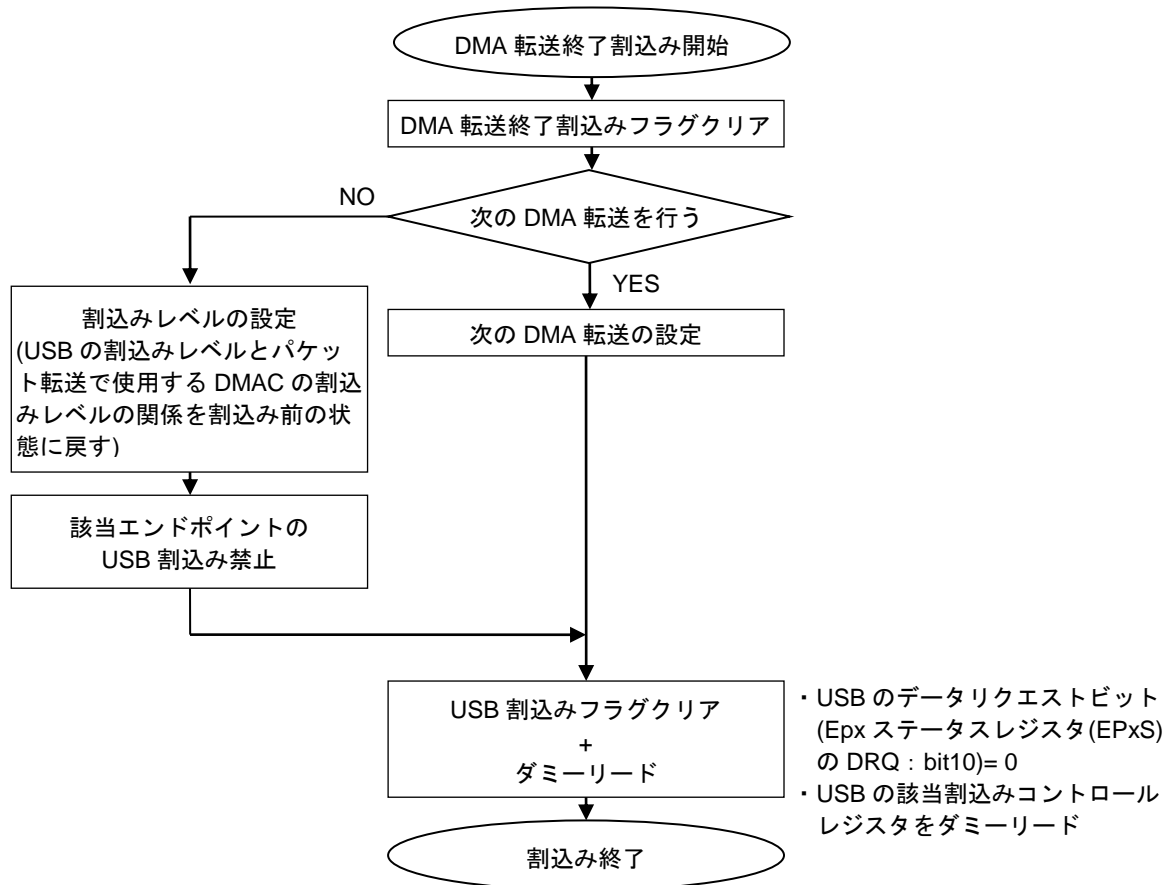 DMA 転送終了割込み開始
DMA 転送終了割込みフラグクリア
次の DMA 転送を行う
NO
YES
割込みレベルの設定
(USB の割込みレベルとパケッ
ト転送で使用する DMAC の割込
みレベルの関係を割込み前の状
態に戻す)
次の DMA 転送の設定
該当エンドポイントの
USB 割込み禁止
USB 割込みフラグクリア
+
ダミーリード
・USB のデータリクエストビット
(Epx ステータスレジスタ(EPxS)
の DRQ：bit10)= 0
・USB の該当割込みコントロール
レジスタをダミーリード
割込み終了